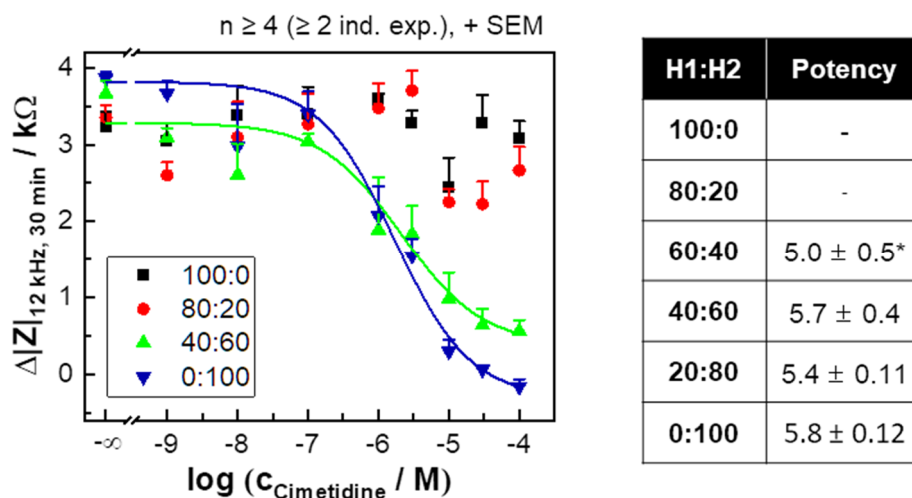 n ≥ 4 (≥ 2 ind. exp.), + SEM
Δ|Z|12 kHz, 30 min / kΩ
4
3
2
1
0
100:0
80:20
40:60
0:100
-∞ -9 -8 -7 -6 -5 -4
log (cCimetidine / M)
H1:H2 Potency
100:0 -
80:20 -
60:40 5.0 ± 0.5*
40:60 5.7 ± 0.4
20:80 5.4 ± 0.11
0:100 5.8 ± 0.12